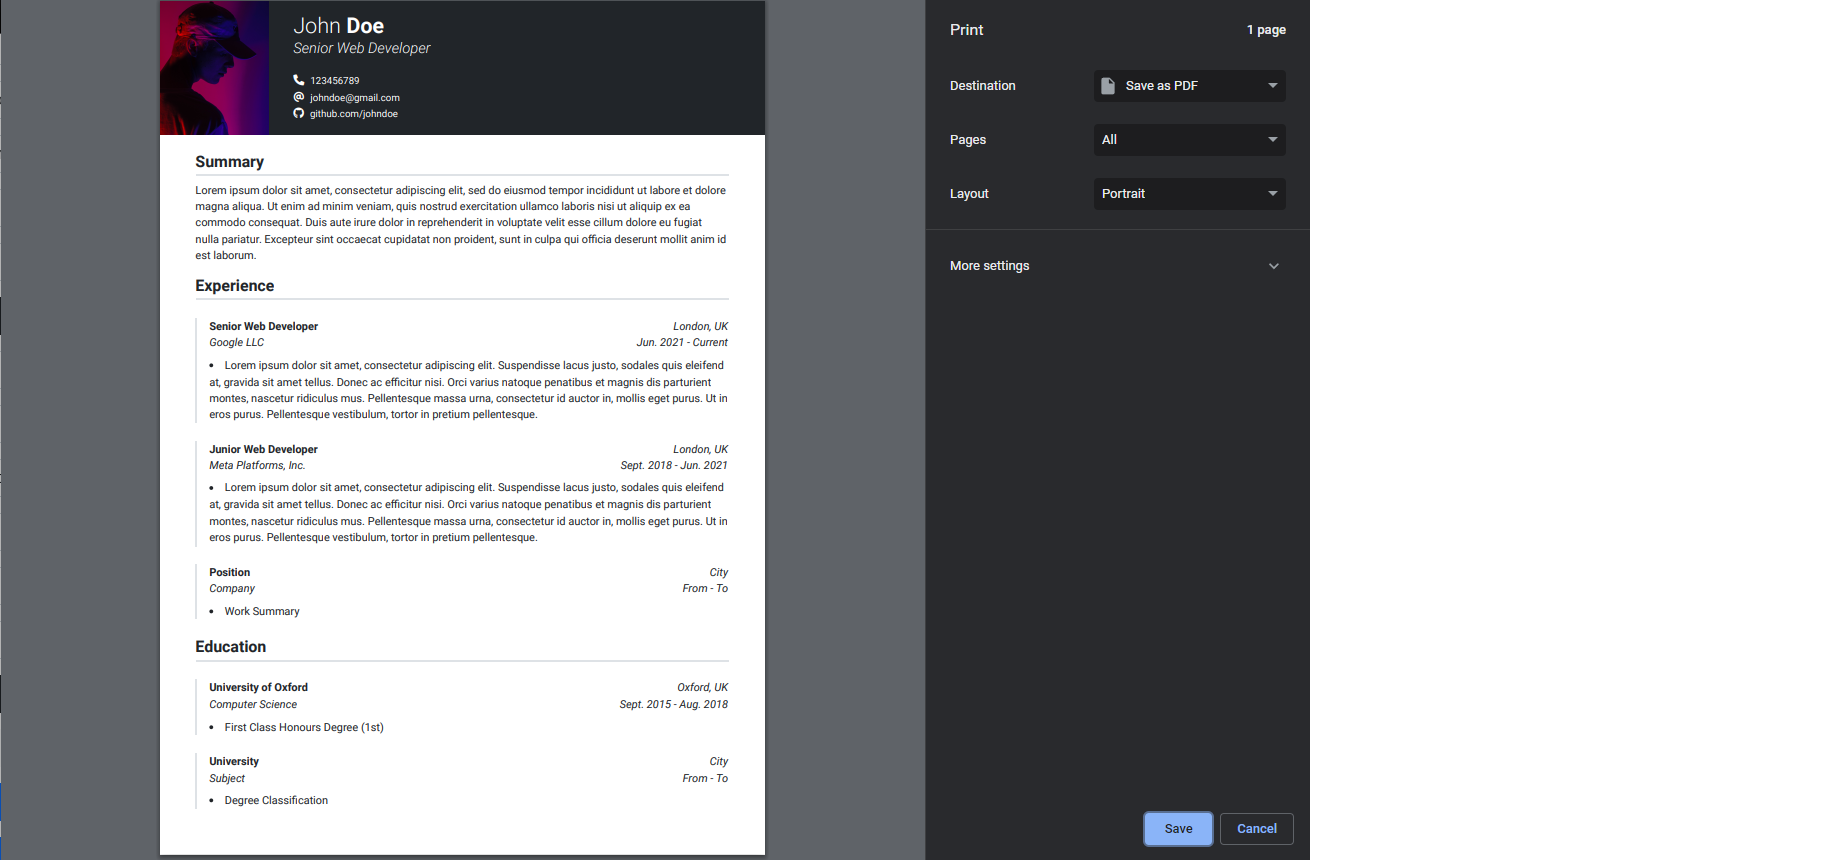 John Doe
Senior Web Developer
123456789
johndoe@gmail.com
github.com/johndoe
Summary
Lorem ipsum dolor sit amet, consectetur adipiscing elit, sed do eiusmod tempor incididunt ut labore et dolore
magna aliqua. Ut enim ad minim veniam, quis nostrud exercitation ullamco laboris nisi ut aliquip ex ea
commodo consequat. Duis aute irure dolor in reprehenderit in voluptate velit esse cillum dolore eu fugiat
nulla pariatur. Excepteur sint occaecat cupidatat non proident, sunt in culpa qui officia deserunt mollit anim id
est laborum.
Experience
Senior Web Developer London, UK
Google LLC Jun. 2021 - Current
• Lorem ipsum dolor sit amet, consectetur adipiscing elit. Suspendisse lacus justo, sodales quis eleifend
at, gravida sit amet tellus. Donec ac efficitur nisi. Orci varius natoque penatibus et magnis dis parturient
montes, nascetur ridiculus mus. Pellentesque massa urna, consectetur id auctor in, mollis eget purus. Ut in
eros purus. Pellentesque vestibulum, tortor in pretium pellentesque.
Junior Web Developer London, UK
Meta Platforms, Inc. Sept. 2018 - Jun. 2021
• Lorem ipsum dolor sit amet, consectetur adipiscing elit. Suspendisse lacus justo, sodales quis eleifend
at, gravida sit amet tellus. Donec ac efficitur nisi. Orci varius natoque penatibus et magnis dis parturient
montes, nascetur ridiculus mus. Pellentesque massa urna, consectetur id auctor in, mollis eget purus. Ut in
eros purus. Pellentesque vestibulum, tortor in pretium pellentesque.
Position City
Company From - To
• Work Summary
Education
University of Oxford Oxford, UK
Computer Science Sept. 2015 - Aug. 2018
• First Class Honours Degree (1st)
University City
Subject From - To
• Degree Classification
Print 1 page
Destination Save as PDF
Pages All
Layout Portrait
More settings
Save Cancel